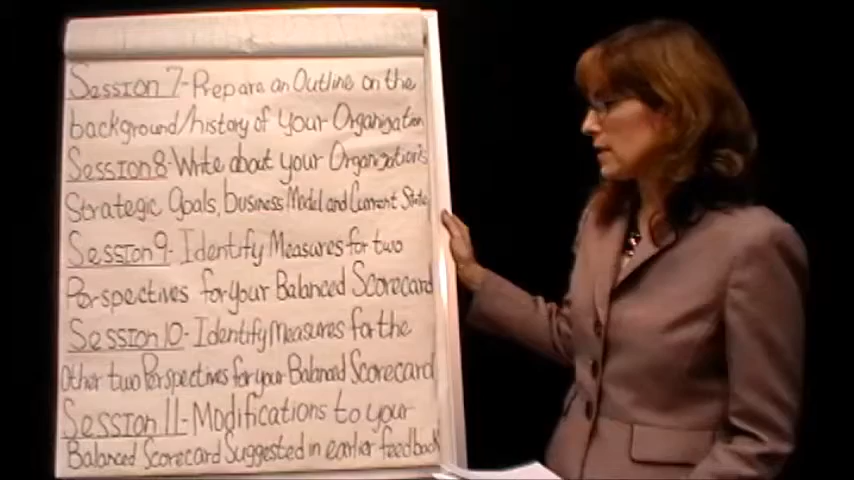 Session 7-Prepare an Outline on the
background/history of your Organization
Session 8-Write about your Organization's
Strategic Goals, business Model and Current State
Session 9- Identify Measures for two
Perspectives for your Balanced Scorecard
Session 10-Identify Measures for the
Other two Perspectives for your Balanced Scorecard
Session 11-Modifications to your
Balanced Scorecard Suggested in earlier feedback